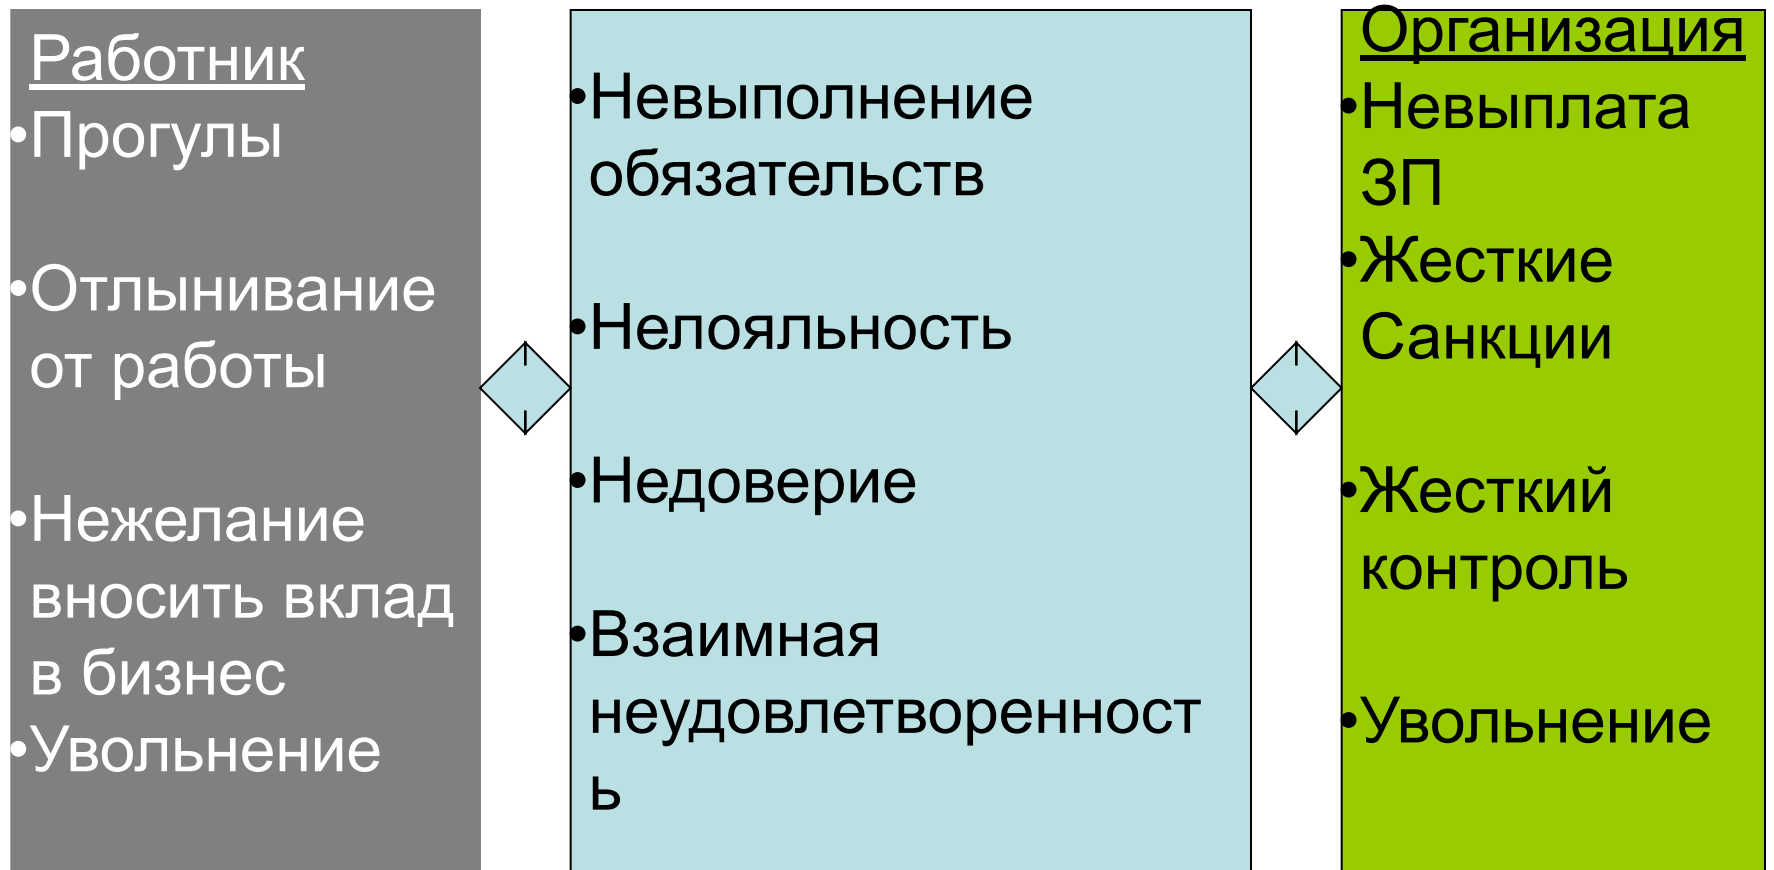 Работник
•Прогулы
•Отлынивание
от работы
•Нежелание
вносить вклад
в бизнес
•Увольнение
•Невыполнение
обязательств
•Нелояльность
•Недоверие
•Взаимная
неудовлетворенност
ь
Организация
•Невыплата
ЗП
•Жесткие
Санкции
•Жесткий
контроль
•Увольнение